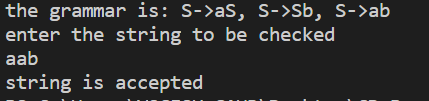 the grammar is: S->aS, S->Sb, S->ab
enter the string to be checked
aab
string is accepted